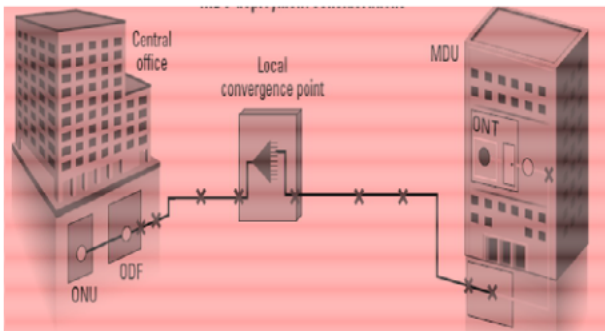 Central
office
Local
convergence point
MDU
ONT
ODF
ONU